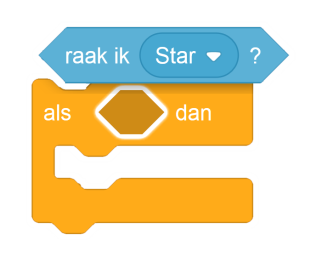 raak ik Star ?
als dan